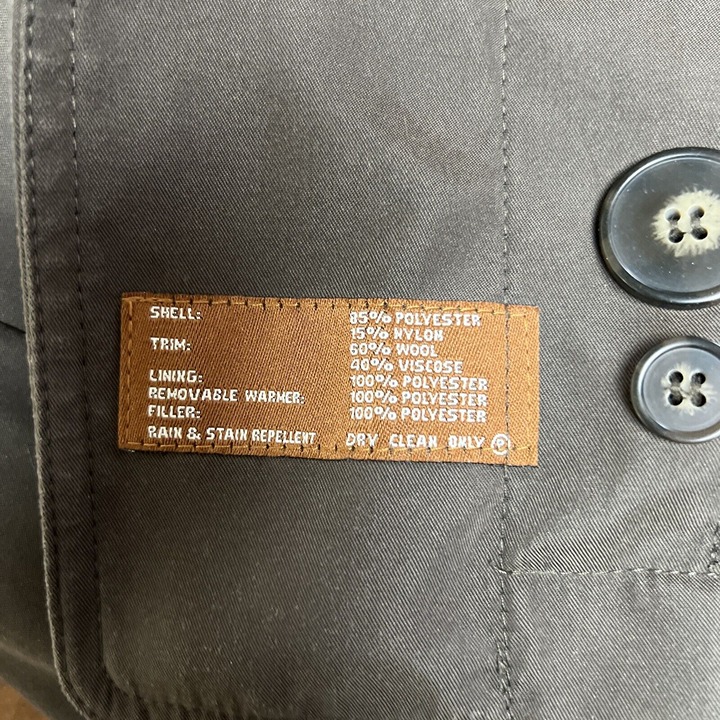 SHELL: 85% POLYESTER
15% NYLON
TRIM: 60% WOOL
40% VISCOSE
LINING: 100% POLYESTER
REMOVABLE WARMER: 100% POLYESTER
FILLER: 100% POLYESTER
RAIN & STAIN REPELLENT DRY CLEAN ONLY Ⓟ